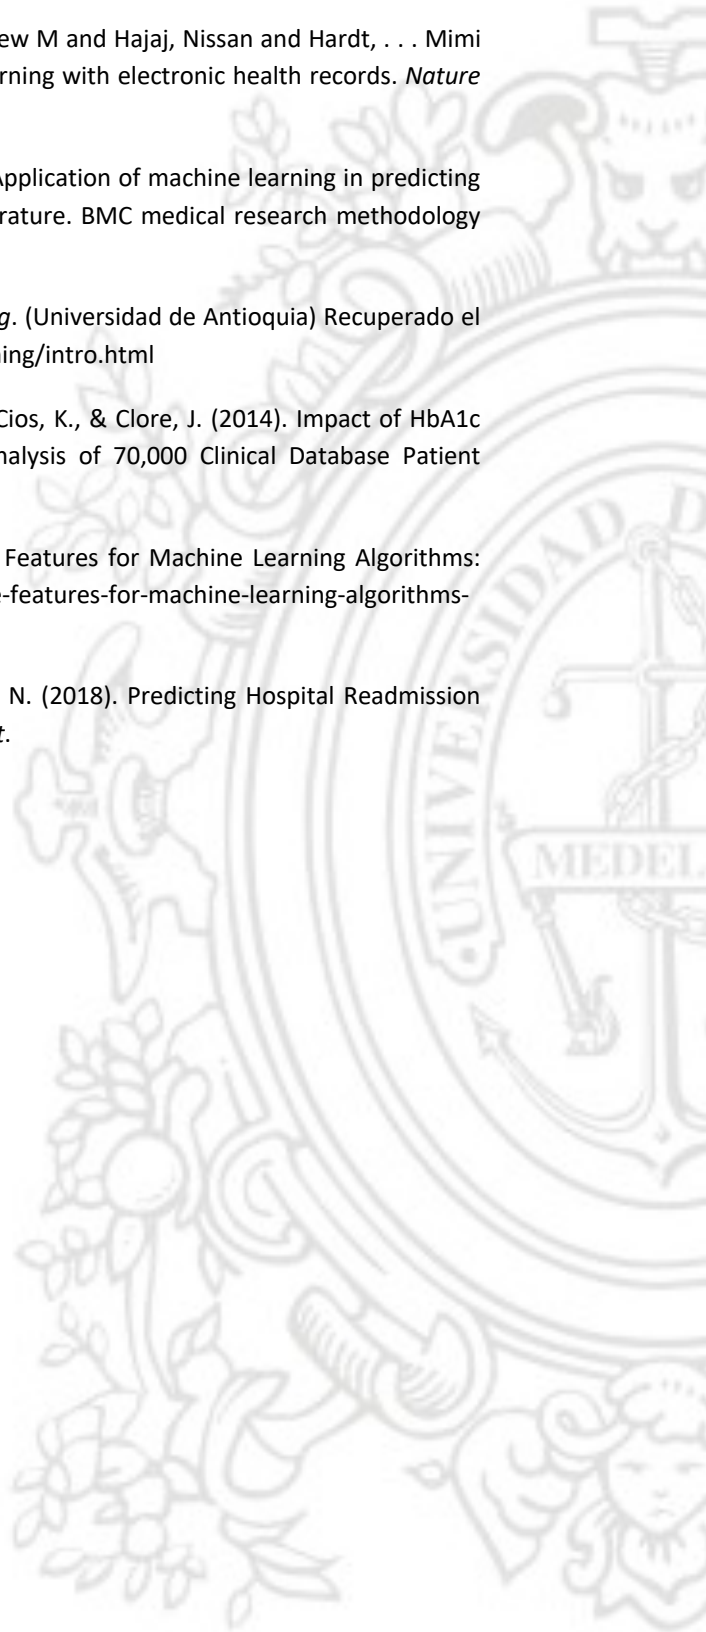 ew M and Hajaj, Nissan and Hardt, . . . Mimi
rning with electronic health records. Nature
Application of machine learning in predicting
rature. BMC medical research methodology
g. (Universidad de Antioquia) Recuperado el
ning/intro.html
Cios, K., & Clore, J. (2014). Impact of HbA1c
nalysis of 70,000 Clinical Database Patient
Features for Machine Learning Algorithms:
e-features-for-machine-learning-algorithms-
N. (2018). Predicting Hospital Readmission
t.
UNIVERSIDAD D
MEDEL